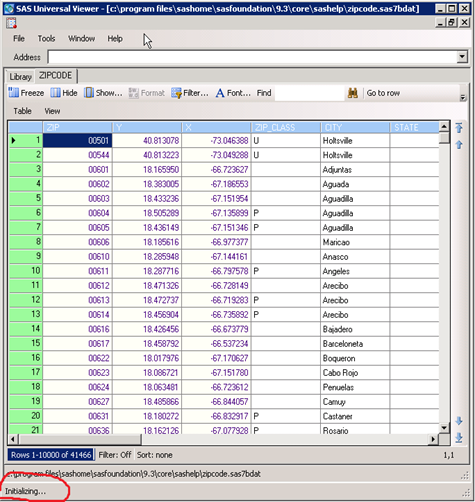 SAS Universal Viewer - [c:\program files\sashome\sasfoundation\9.3\core\sashelp\zipcode.sas7bdat]
File Tools Window Help
Address
Library ZIPCODE
Freeze Hide Show... Format Filter... Font... Find Go to row
Table View
ZIP Y X ZIP_CLASS CITY STATE
1 00501 40.813078 -73.046388 U Holtsville
2 00544 40.813223 -73.049288 U Holtsville
3 00601 18.165950 -66.723627 Adjuntas
4 00602 18.383005 -67.186553 Aguada
5 00603 18.433236 -67.151954 Aguadilla
6 00604 18.505289 -67.135899 P Aguadilla
7 00605 18.436149 -67.151346 P Aguadilla
8 00606 18.185616 -66.977377 Maricao
9 00610 18.285948 -67.144161 Anasco
10 00611 18.287716 -66.797578 P Angeles
11 00612 18.471326 -66.728149 Arecibo
12 00613 18.472737 -66.719283 P Arecibo
13 00614 18.456904 -66.735892 P Arecibo
14 00616 18.426456 -66.673779 Bajadero
15 00617 18.458792 -66.537234 Barceloneta
16 00622 18.017976 -67.170627 Boqueron
17 00623 18.086721 -67.151780 Cabo Rojo
18 00624 18.063481 -66.723612 Penuelas
19 00627 18.485866 -66.844057 Camuy
20 00631 18.180272 -66.832917 P Castaner
21 00636 18.162126 -67.077928 P Rosario
Rows 1-10000 of 41466 Filter: Off Sort: none 1,1
c:\program files\sashome\sasfoundation\9.3\core\sashelp\zipcode.sas7bdat
Initializing...